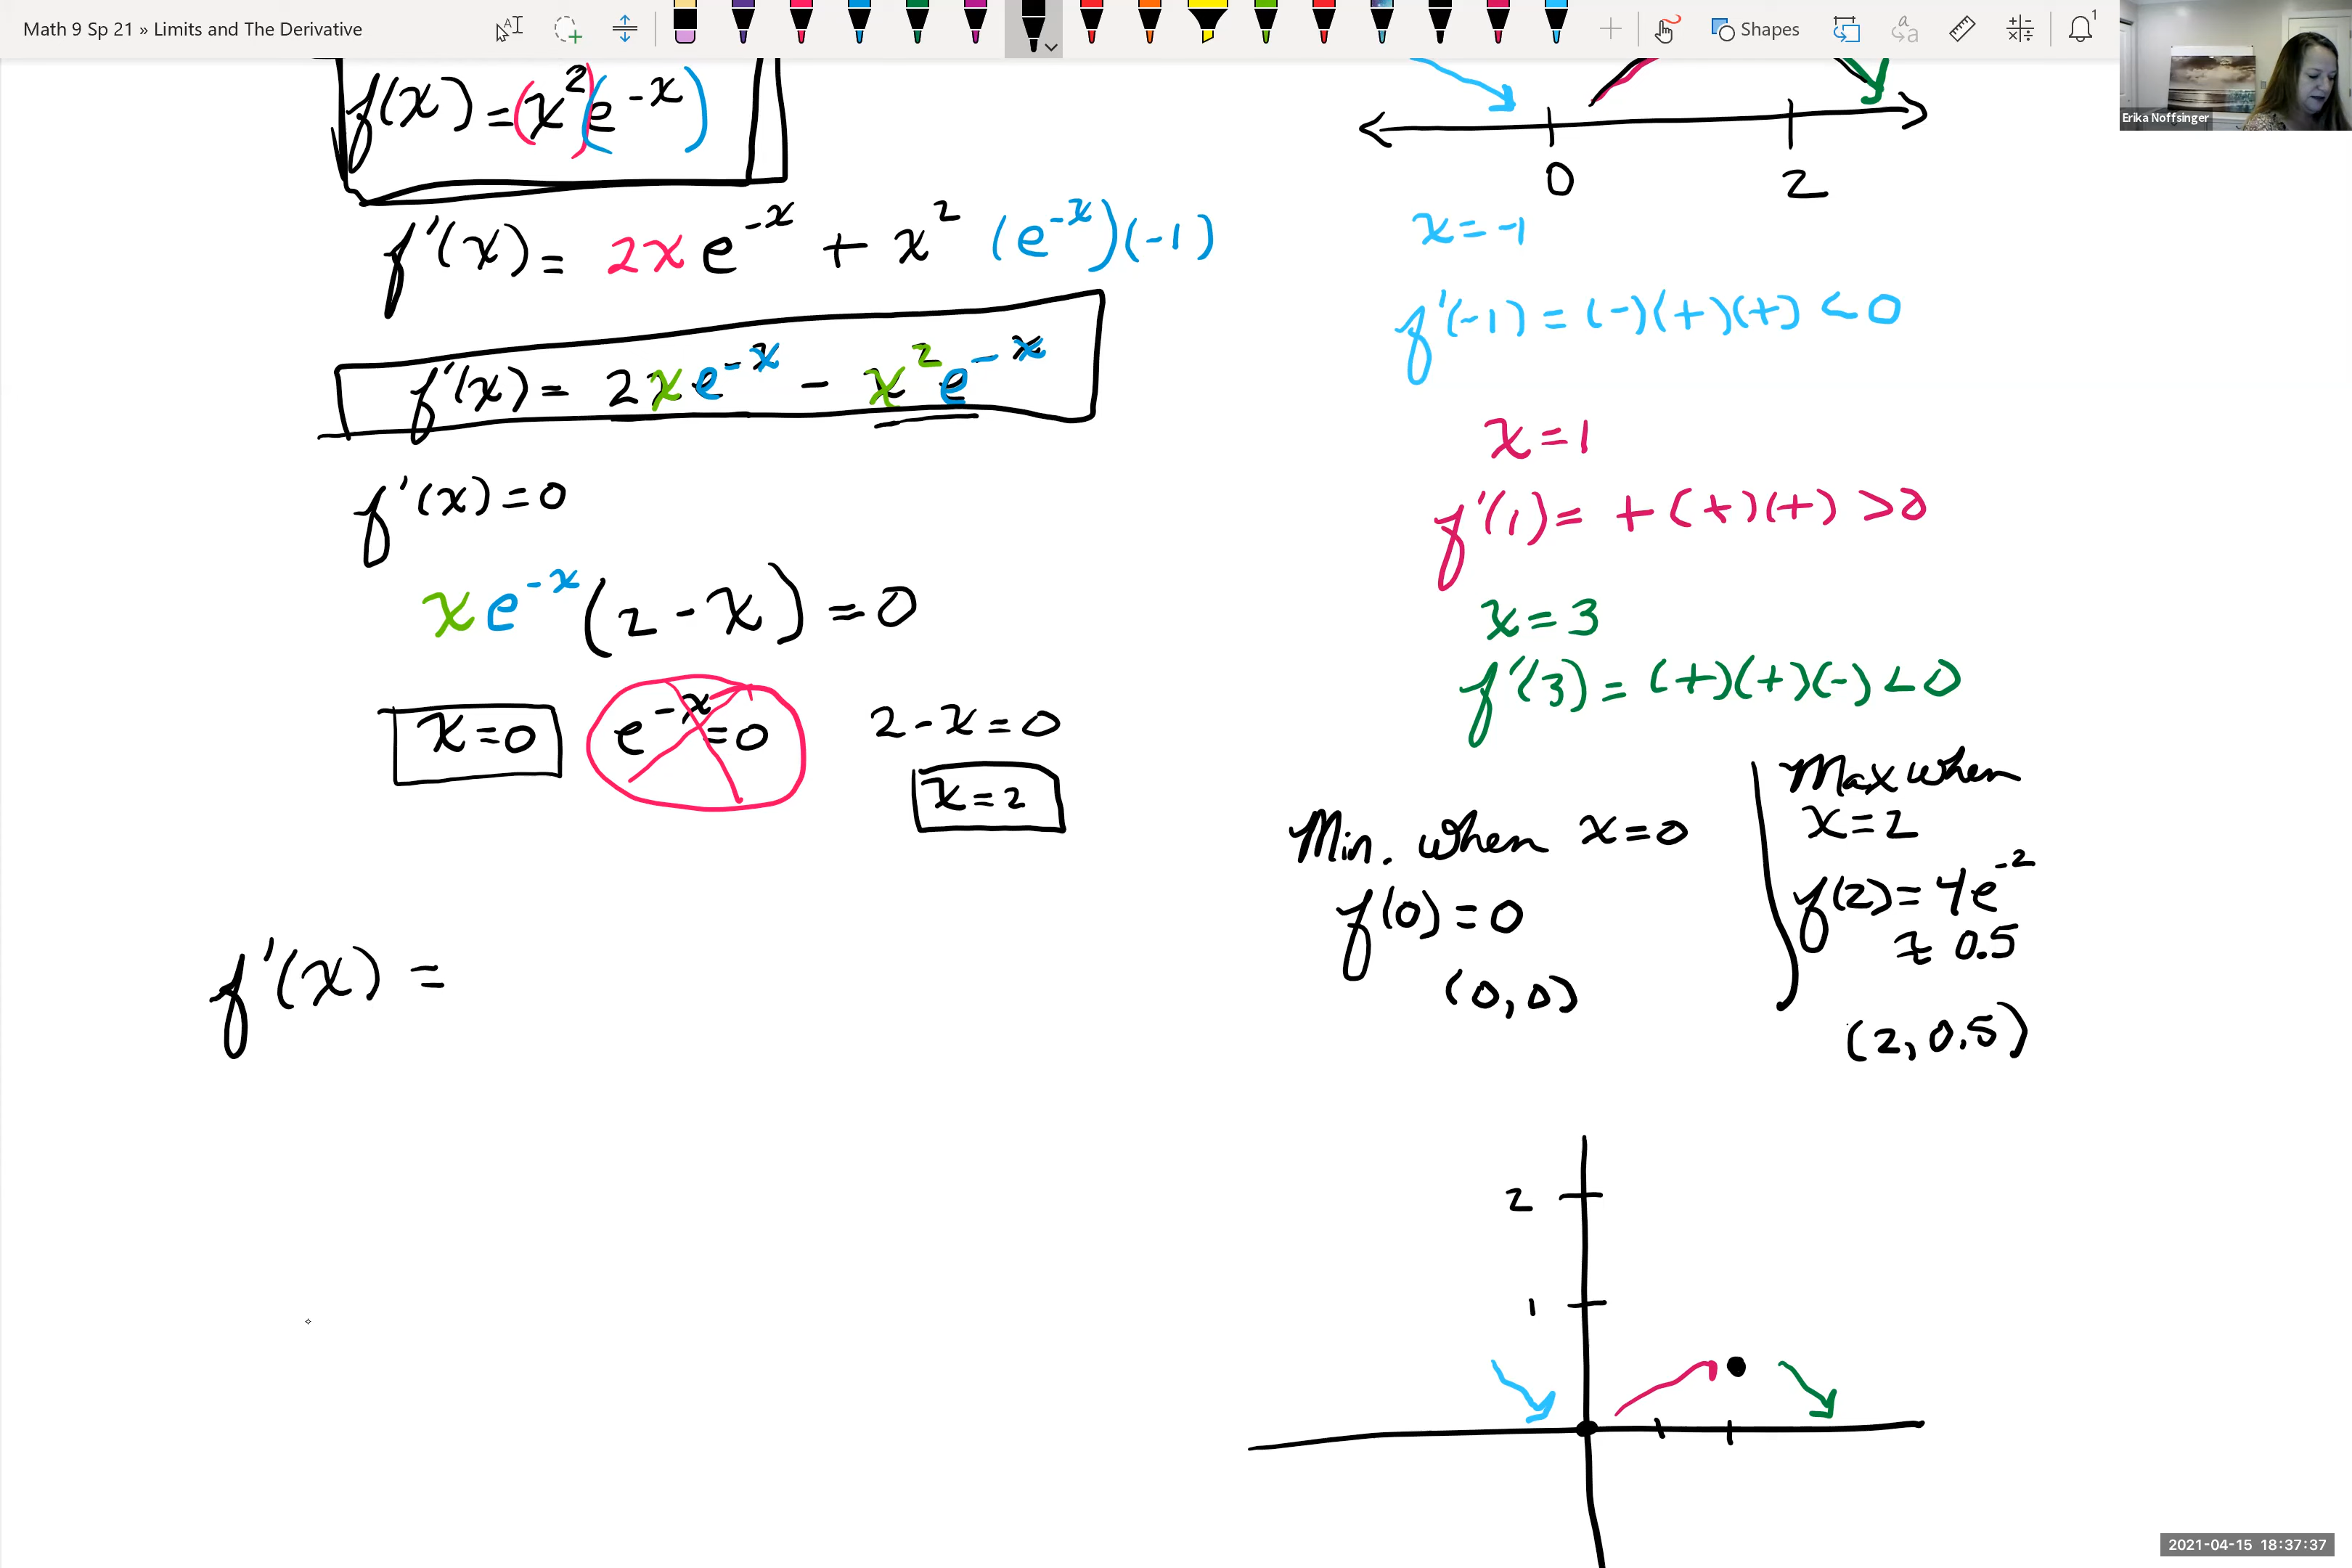 Math 9 Sp 21 » Limits and The Derivative
Shapes
1
Erika Noffsinger
f(x) = (x²)(e^-x)
f'(x) = 2x e^-x + x² (e^-x)(-1)
f'(x) = 2xe^-x - x²e^-x
f'(x) = 0
xe^-x (2 - x) = 0
x = 0
e^-x = 0
2 - x = 0
x = 2
f'(x) =
0 2
x = -1
f'(-1) = (-)(+)(+) < 0
x = 1
f'(1) = +(+)(+) > 0
x = 3
f'(3) = (+)(+)(-) < 0
Min. when x = 0
f(0) = 0
(0, 0)
Max when
x = 2
f(2) = 4e^-2
≈ 0.5
(2, 0.5)
2
1
2021-04-15 18:37:37